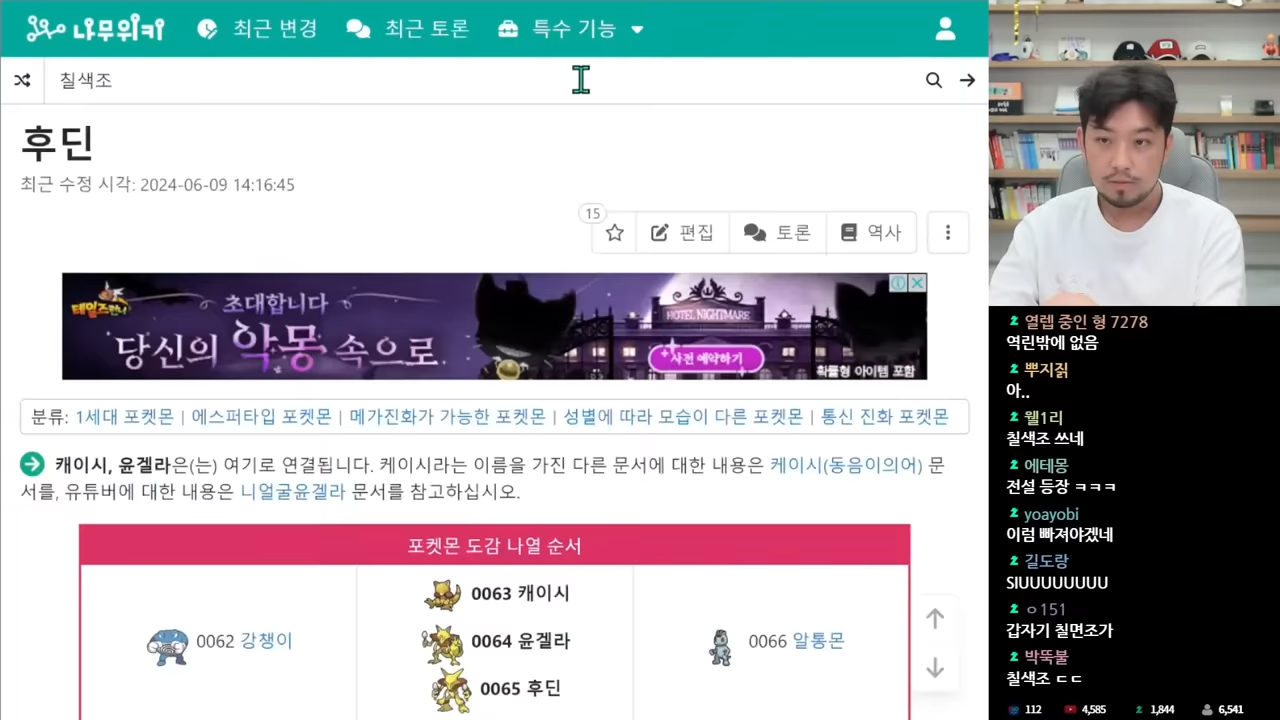 나무위키 최근 변경 최근 토론 특수 기능
칠색조
후딘
최근 수정 시각: 2024-06-09 14:16:45
15
편집 토론 역사
테일즈런너
초대합니다
당신의 악몽 속으로
HOTEL NIGHTMARE
사전 예약하기
확률형 아이템 포함
분류: 1세대 포켓몬 | 에스퍼타입 포켓몬 | 메가진화가 가능한 포켓몬 | 성별에 따라 모습이 다른 포켓몬 | 통신 진화 포켓몬
캐이시, 윤겔라은(는) 여기로 연결됩니다. 케이시라는 이름을 가진 다른 문서에 대한 내용은 케이시(동음이의어) 문
서를, 유튜버에 대한 내용은 니얼굴윤겔라 문서를 참고하십시오.
포켓몬 도감 나열 순서
0062 강챙이
0063 캐이시
0064 윤겔라
0065 후딘
0066 알통몬
열렙 중인 형 7278
역린밖에 없음
뿌지짉
아..
웰1리
칠색조 쓰네
에테몽
전설 등장 ㅋㅋㅋ
yoayobi
이럼 빠져야겠네
길도랑
SIUUUUUUUU
ㅇ151
갑자기 칠면조가
박뚝불
칠색조 ㄷㄷ
112 4,585 1,844 6,541